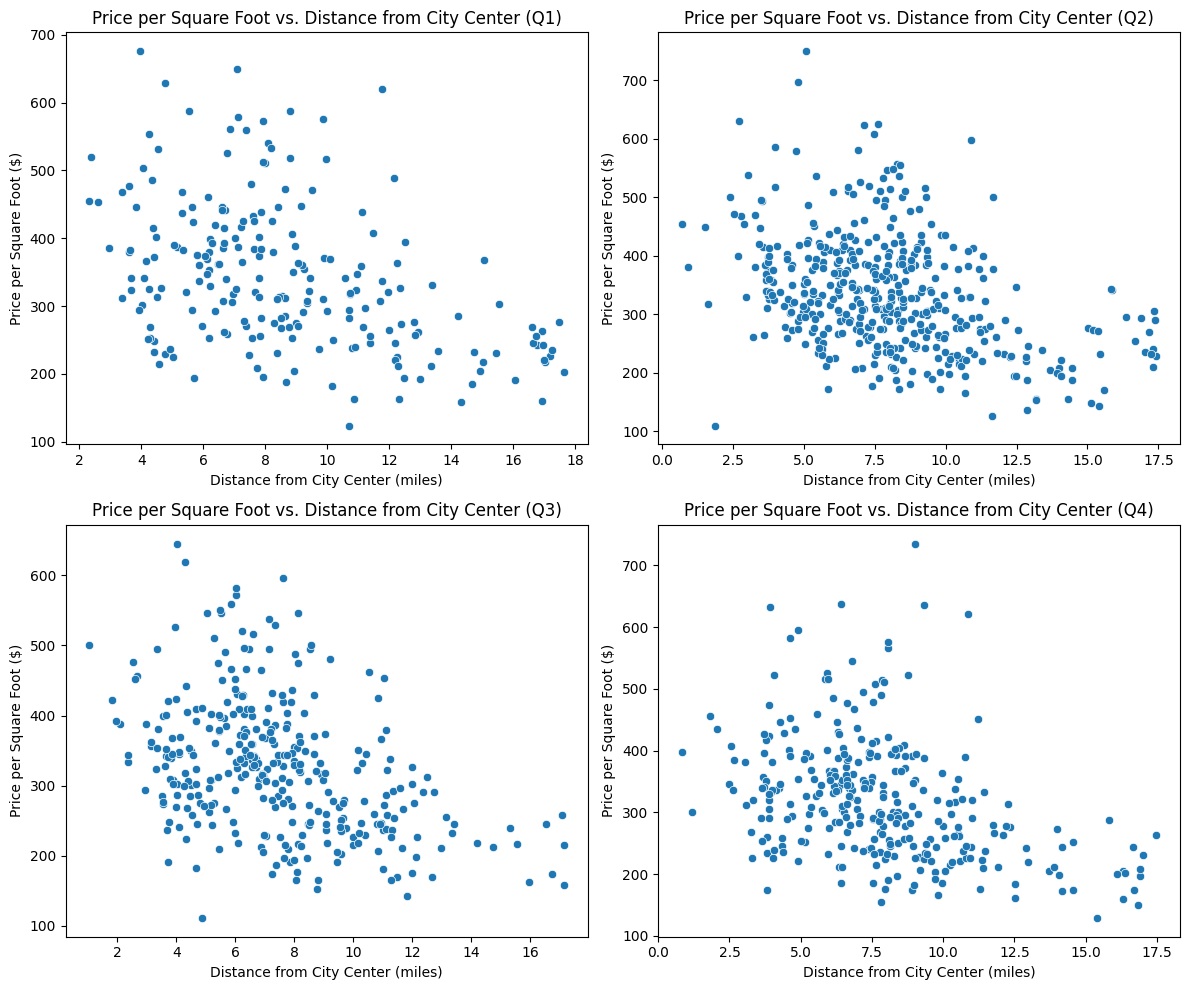 Price per Square Foot vs. Distance from City Center (Q1)
700
600
500
400
300
200
100
Price per Square Foot ($)
2 4 6 8 10 12 14 16 18
Distance from City Center (miles)
Price per Square Foot vs. Distance from City Center (Q2)
700
600
500
400
300
200
100
Price per Square Foot ($)
0.0 2.5 5.0 7.5 10.0 12.5 15.0 17.5
Distance from City Center (miles)
Price per Square Foot vs. Distance from City Center (Q3)
600
500
400
300
200
100
Price per Square Foot ($)
2 4 6 8 10 12 14 16
Distance from City Center (miles)
Price per Square Foot vs. Distance from City Center (Q4)
700
600
500
400
300
200
100
Price per Square Foot ($)
0.0 2.5 5.0 7.5 10.0 12.5 15.0 17.5
Distance from City Center (miles)